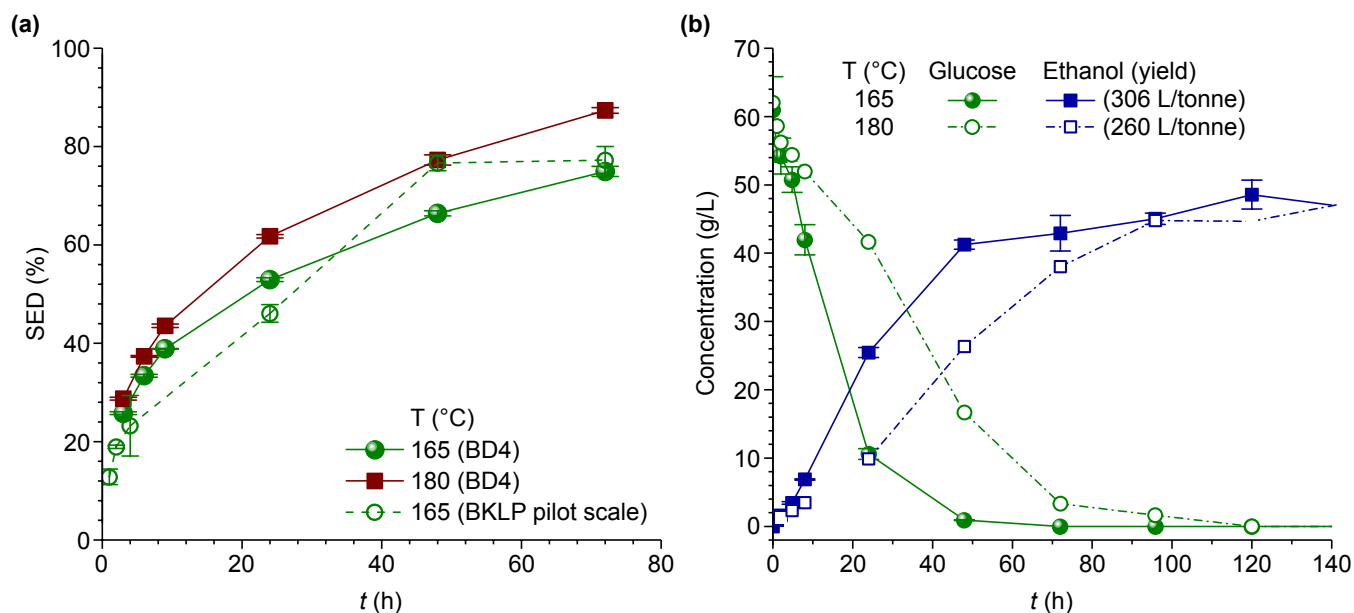 (a)
100
80
60
40
20
0
SED (%)
0 20 40 60 80
t (h)
T (°C)
165 (BD4)
180 (BD4)
165 (BKLP pilot scale)
(b)
70
60
50
40
30
20
10
0
Concentration (g/L)
0 20 40 60 80 100 120 140
t (h)
T (°C) Glucose Ethanol (yield)
165 (306 L/tonne)
180 (260 L/tonne)